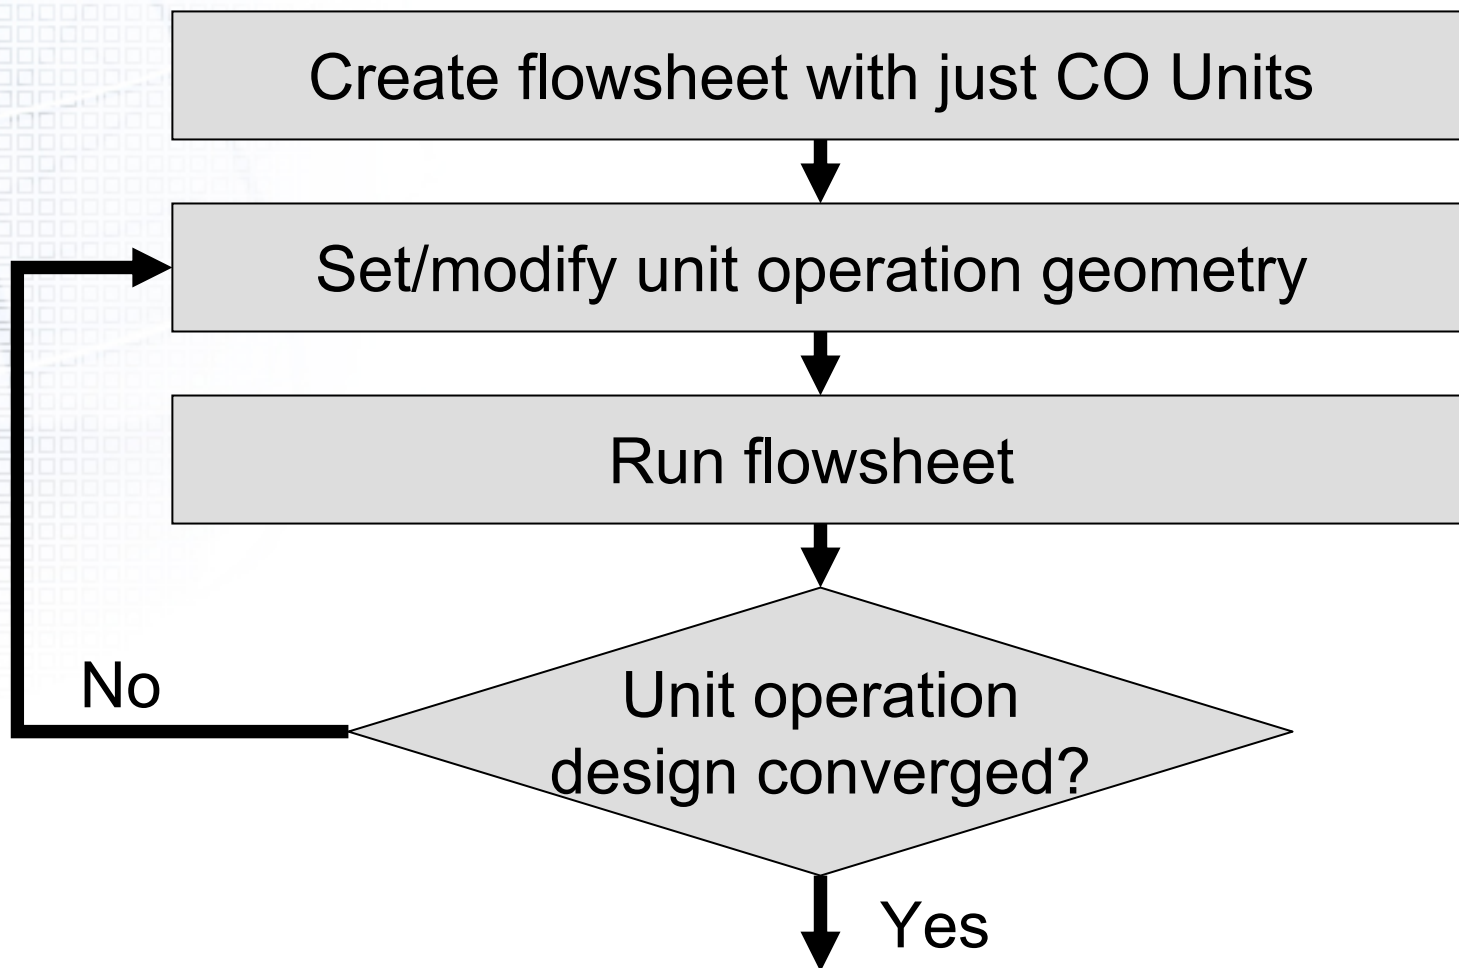 Create flowsheet with just CO Units
Set/modify unit operation geometry
Run flowsheet
No
Unit operation
design converged?
Yes